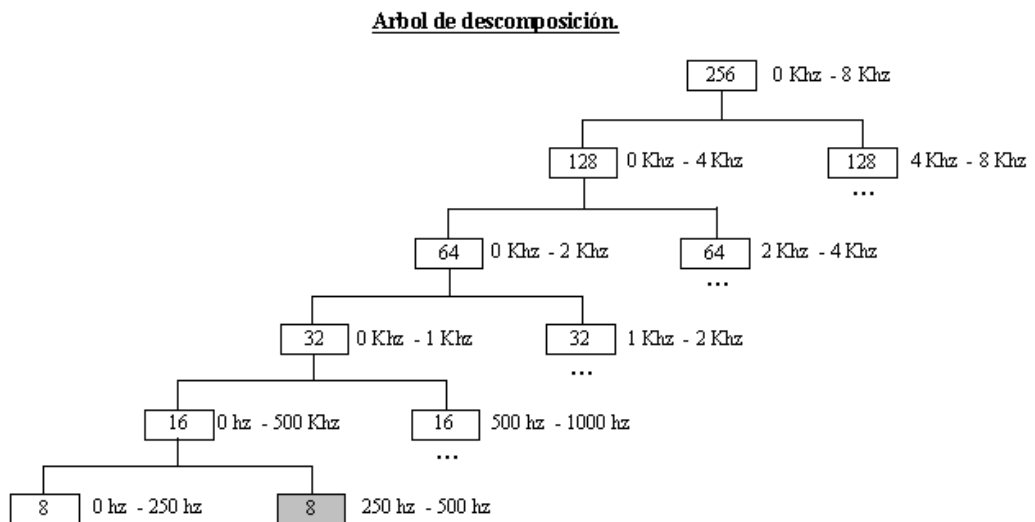 Arbol de descomposición.
256 0 Khz - 8 Khz
128 0 Khz - 4 Khz 128 4 Khz - 8 Khz
...
64 0 Khz - 2 Khz 64 2 Khz - 4 Khz
...
32 0 Khz - 1 Khz 32 1 Khz - 2 Khz
...
16 0 hz - 500 Khz 16 500 hz - 1000 hz
...
8 0 hz - 250 hz 8 250 hz - 500 hz